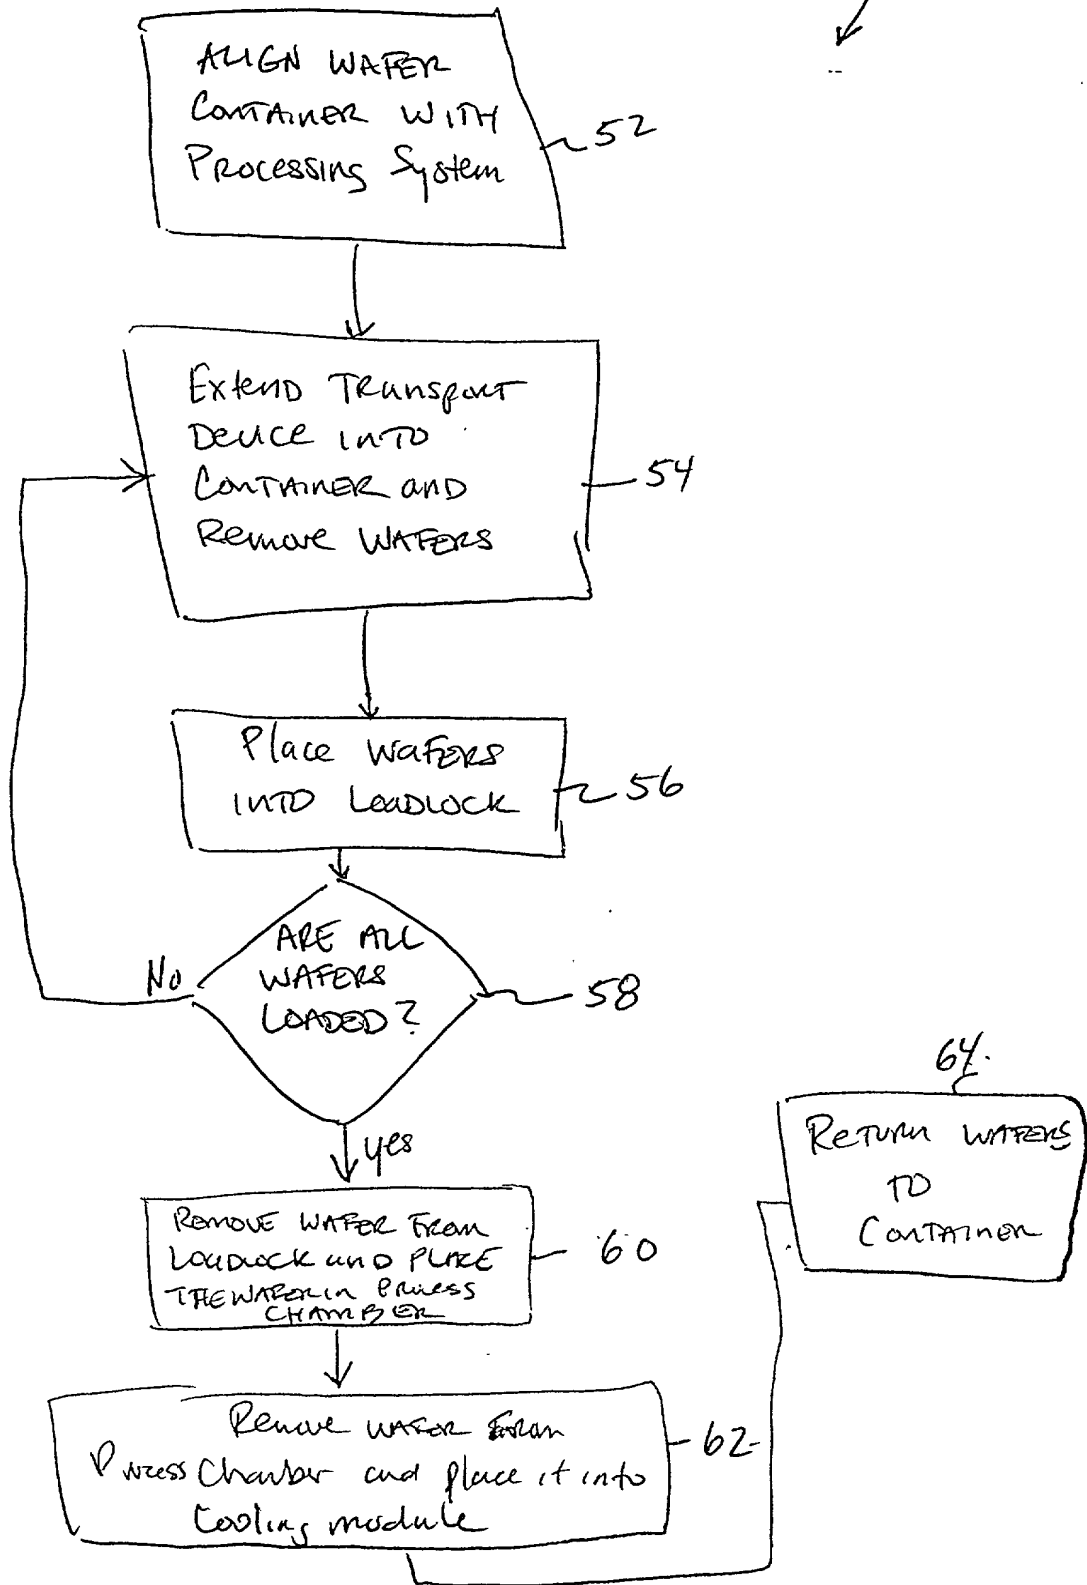 ALIGN WAFER
CONTAINER WITH
Processing System
52
Extend Transport
Device into
Container and
Remove Wafers
54
Place Wafers
into Loadlock
56
ARE ALL
WAFERS
LOADED?
No
58
yes
Remove wafer from
Loadlock and place
the wafer in process
chamber
60
Remove wafer from
Process Chamber and place it into
Cooling module
62
64
Return wafers
to
Container